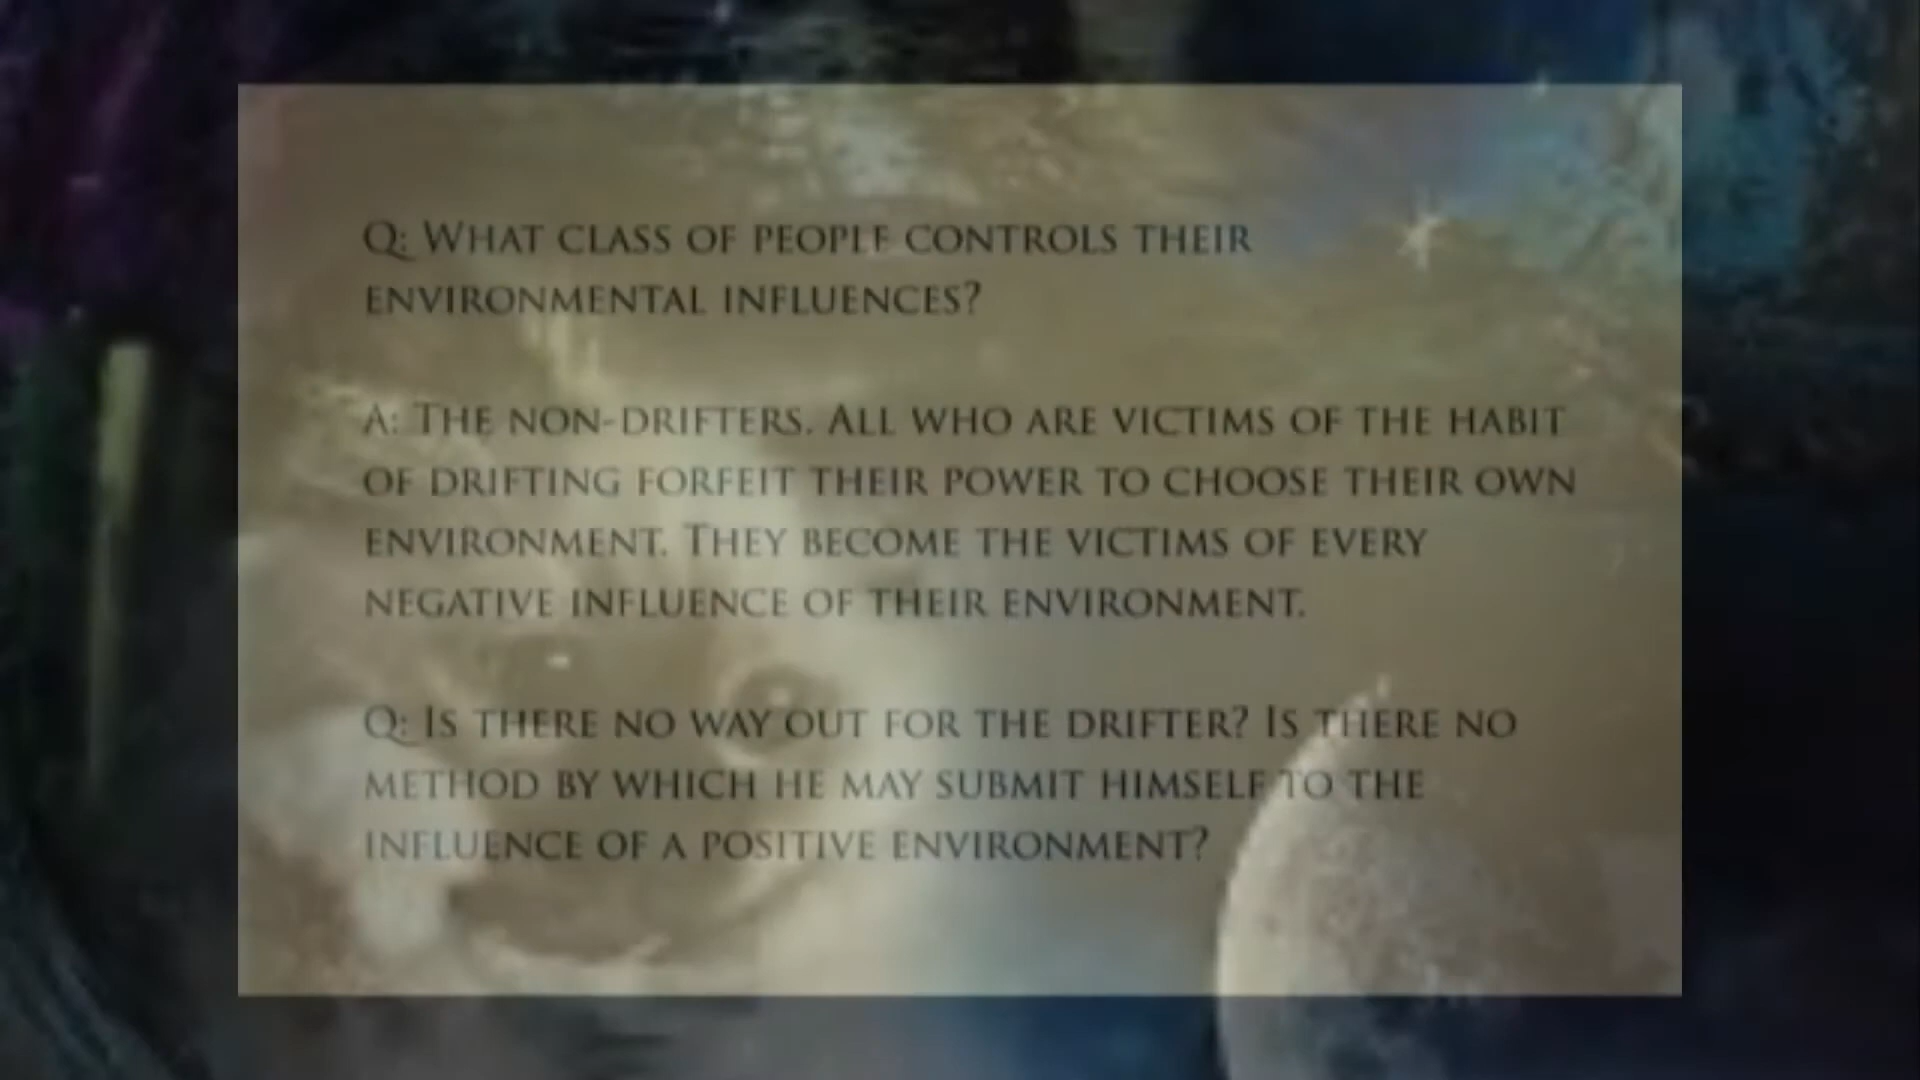 Q: What class of people controls their
environmental influences?
A: The non-drifters. All who are victims of the habit
of drifting forfeit their power to choose their own
environment. They become the victims of every
negative influence of their environment.
Q: Is there no way out for the drifter? Is there no
method by which he may submit himself to the
influence of a positive environment?